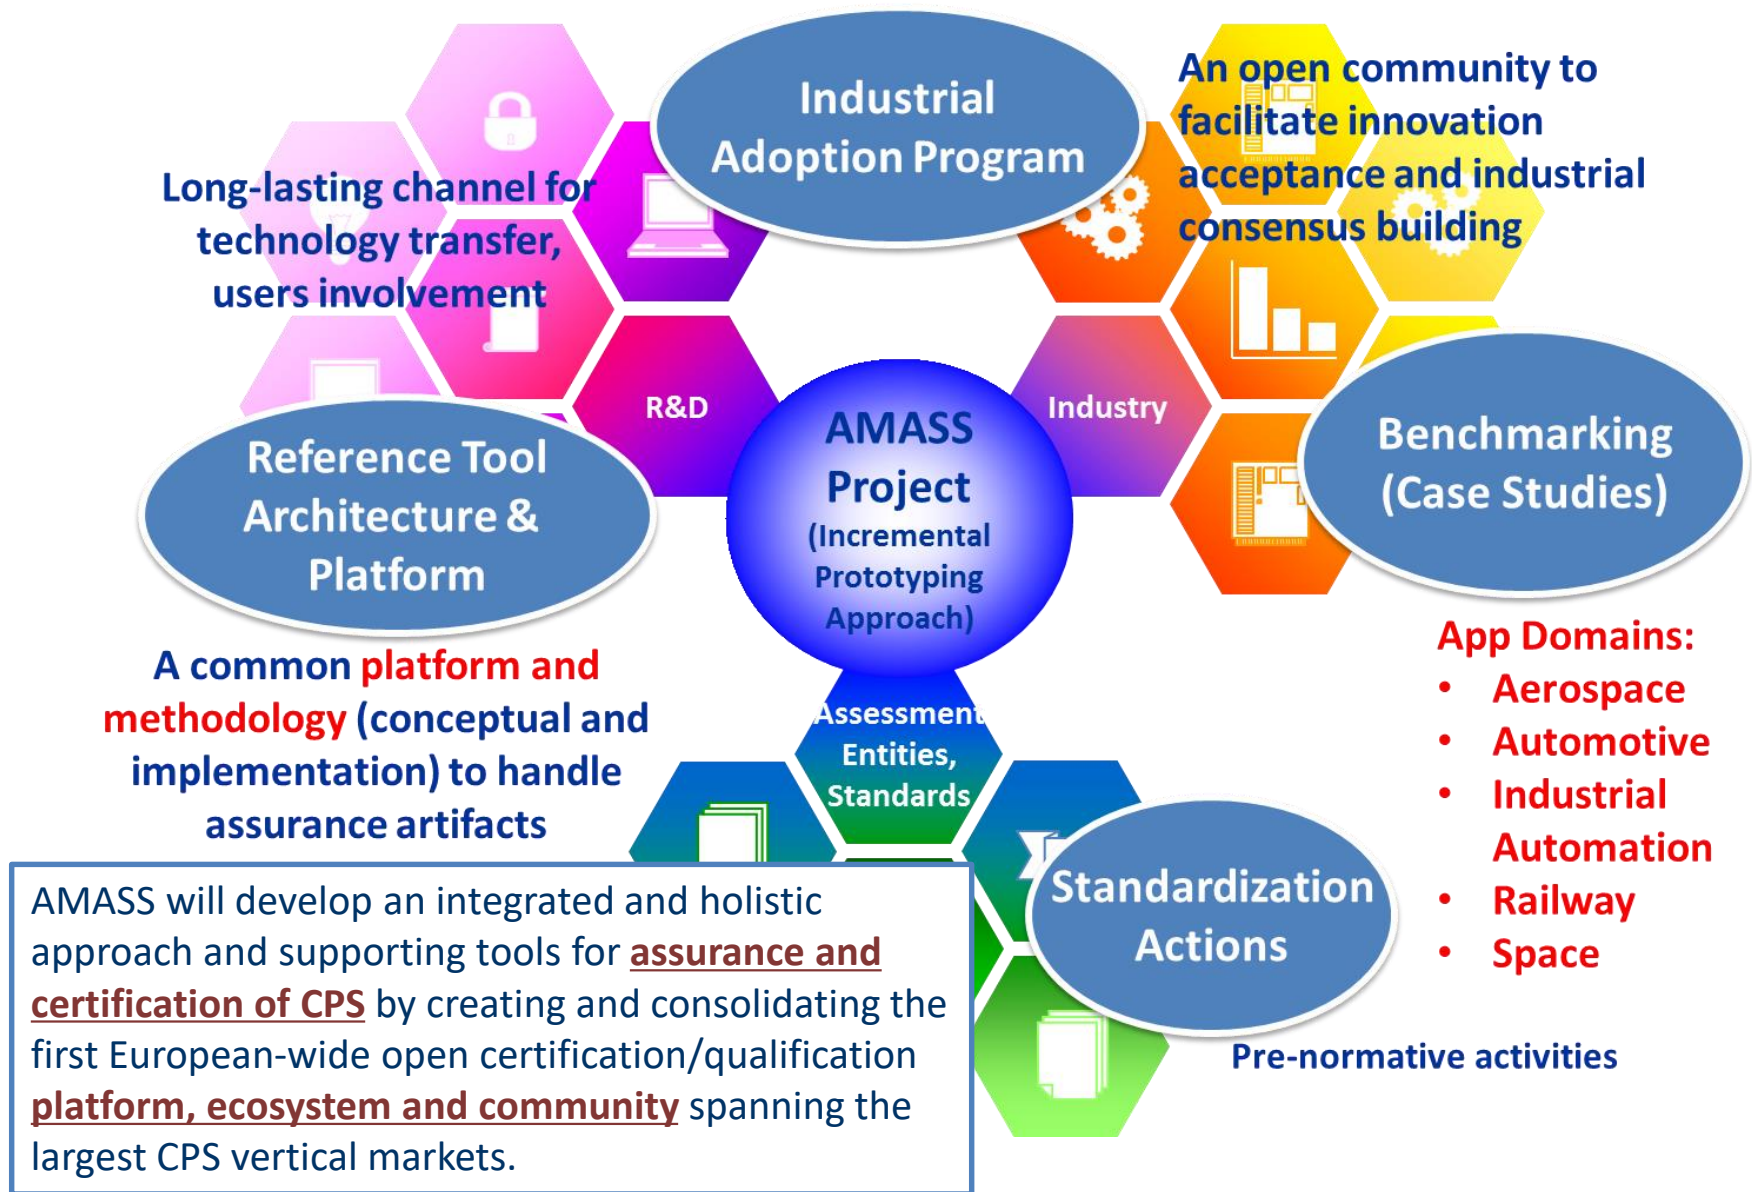 Industrial
Adoption Program
An open community to
facilitate innovation
acceptance and industrial
consensus building
Long-lasting channel for
technology transfer,
users involvement
R&D
Industry
AMASS
Project
(Incremental
Prototyping
Approach)
Reference Tool
Architecture &
Platform
Benchmarking
(Case Studies)
A common platform and
methodology (conceptual and
implementation) to handle
assurance artifacts
App Domains:
• Aerospace
• Automotive
• Industrial
Automation
• Railway
• Space
Assessment
Entities,
Standards
Standardization
Actions
Pre-normative activities
AMASS will develop an integrated and holistic
approach and supporting tools for assurance and
certification of CPS by creating and consolidating the
first European-wide open certification/qualification
platform, ecosystem and community spanning the
largest CPS vertical markets.